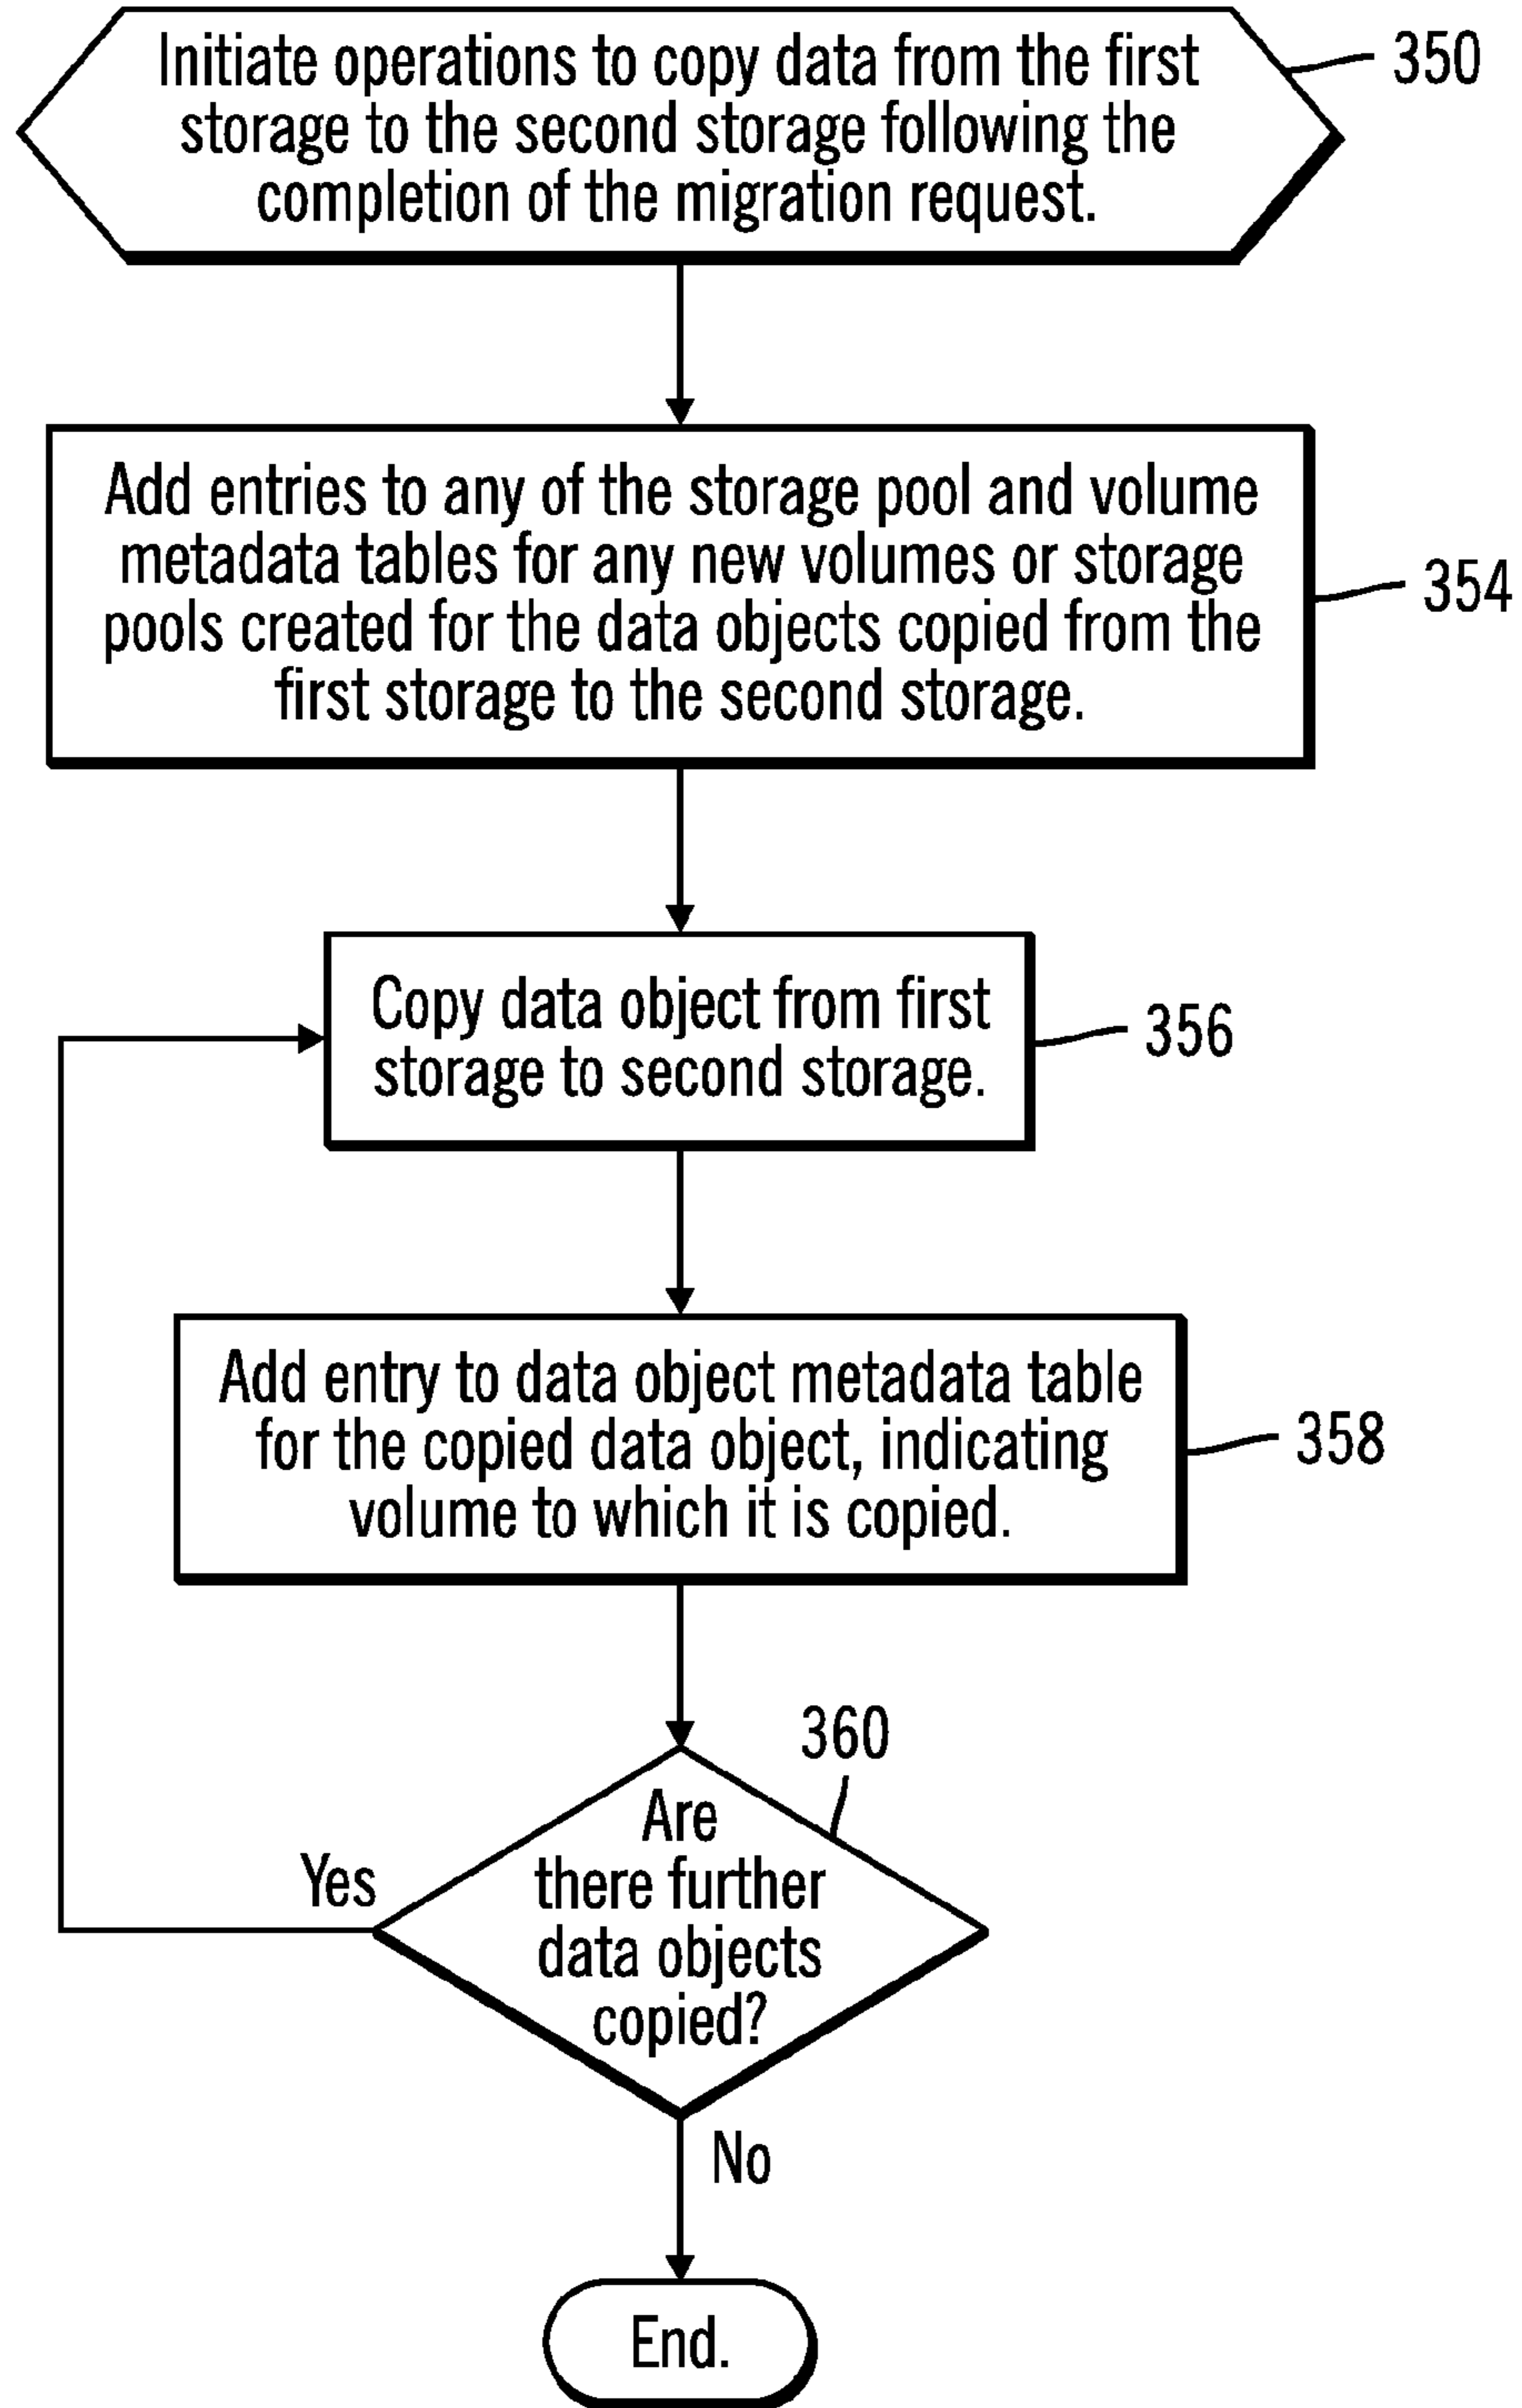 Initiate operations to copy data from the first
storage to the second storage following the
completion of the migration request.
350
Add entries to any of the storage pool and volume
metadata tables for any new volumes or storage
pools created for the data objects copied from the
first storage to the second storage.
354
Copy data object from first
storage to second storage.
356
Add entry to data object metadata table
for the copied data object, indicating
volume to which it is copied.
358
360
Are
there further
data objects
copied?
Yes
No
End.